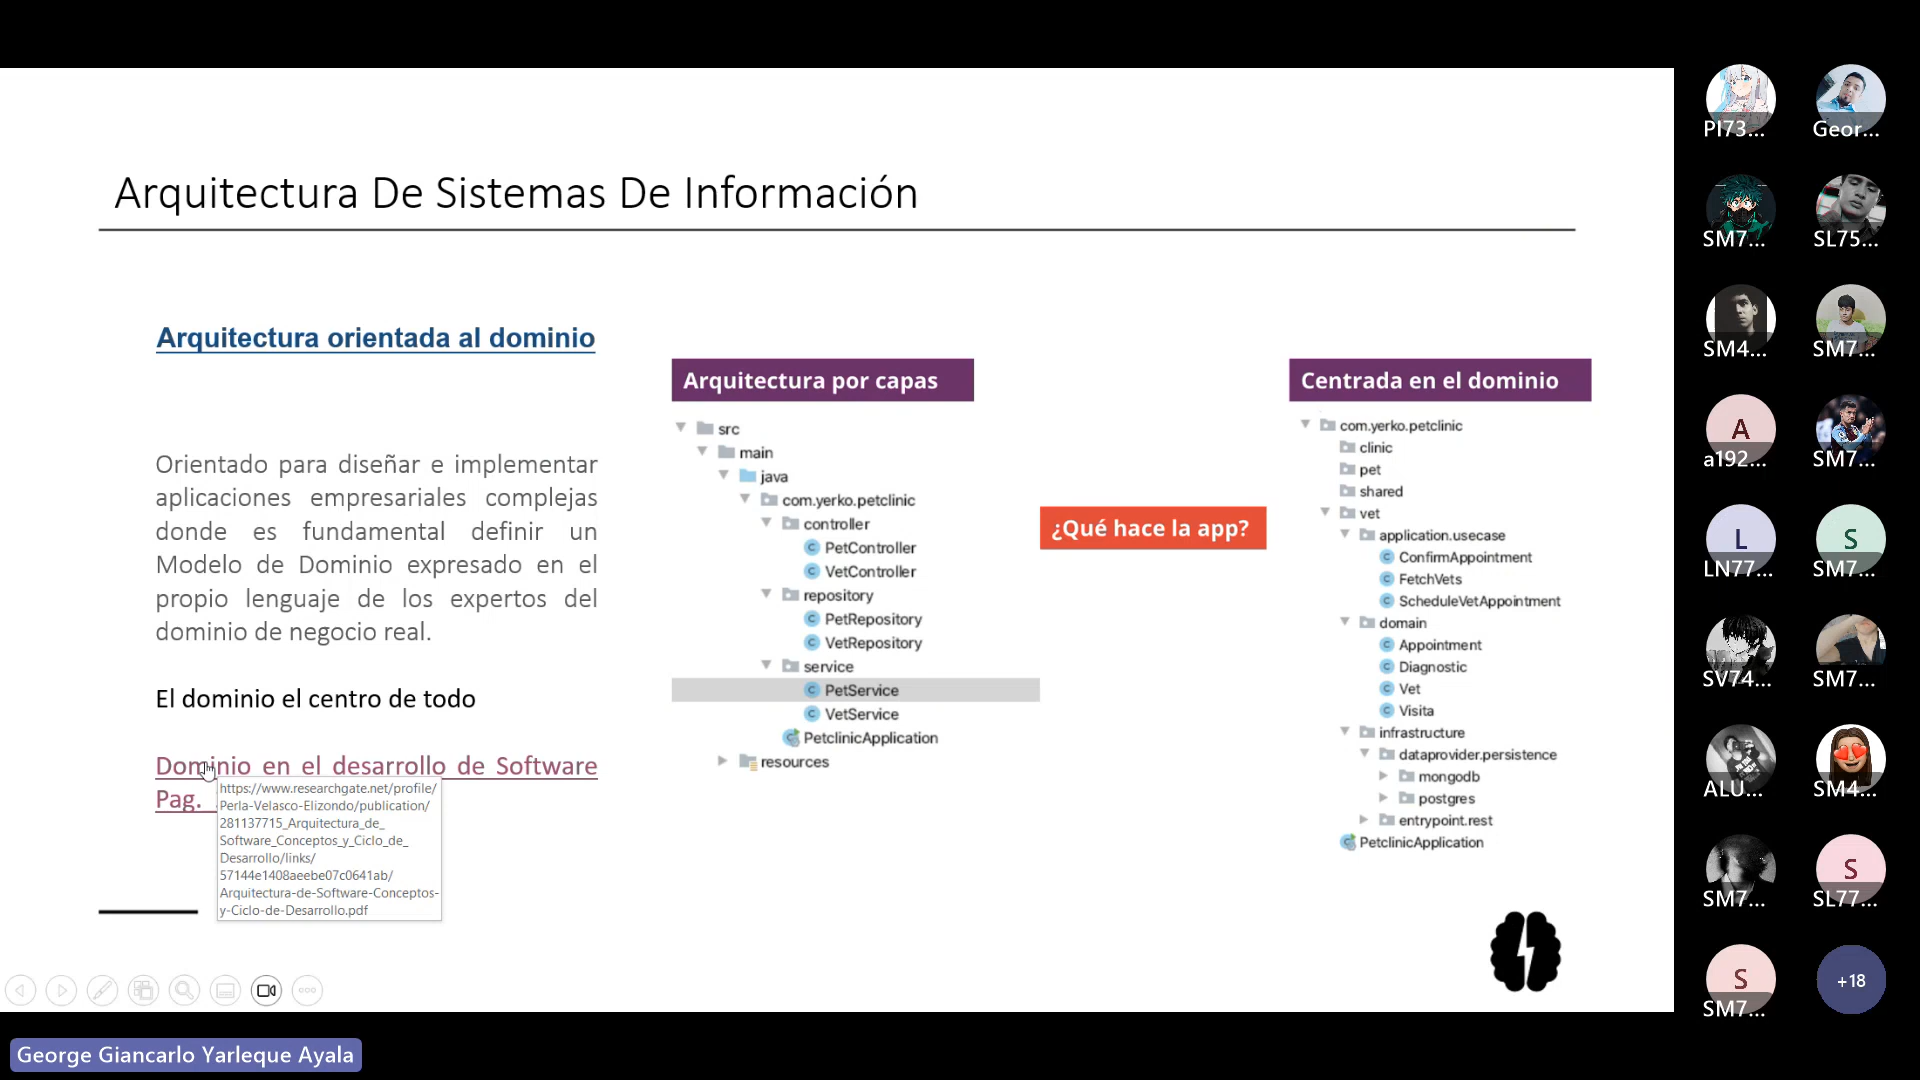 Arquitectura De Sistemas De Información
Arquitectura orientada al dominio
Orientado para diseñar e implementar
aplicaciones empresariales complejas
donde es fundamental definir un
Modelo de Dominio expresado en el
propio lenguaje de los expertos del
dominio de negocio real.
El dominio el centro de todo
Dominio en el desarrollo de Software
Pag.
https://www.researchgate.net/profile/
Perla-Velasco-Elizondo/publication/
281137715_Arquitectura_de_
Software_Conceptos_y_Ciclo_de_
Desarrollo/links/
57144e1408aeebe07c0641ab/
Arquitectura-de-Software-Conceptos-
y-Ciclo-de-Desarrollo.pdf
Arquitectura por capas
src
main
java
com.yerko.petclinic
controller
PetController
VetController
repository
PetRepository
VetRepository
service
PetService
VetService
PetclinicApplication
resources
¿Qué hace la app?
Centrada en el dominio
com.yerko.petclinic
clinic
pet
shared
vet
application.usecase
ConfirmAppointment
FetchVets
ScheduleVetAppointment
domain
Appointment
Diagnostic
Vet
Visita
infrastructure
dataprovider.persistence
mongodb
postgres
entrypoint.rest
PetclinicApplication
PI73...
Geor...
SM7...
SL75...
SM4...
SM7...
A
a192...
SM7...
L
LN77...
S
SM7...
SV74...
SM7...
ALU...
SM4...
SM7...
S
SL77...
S
SM7...
+18
George Giancarlo Yarleque Ayala